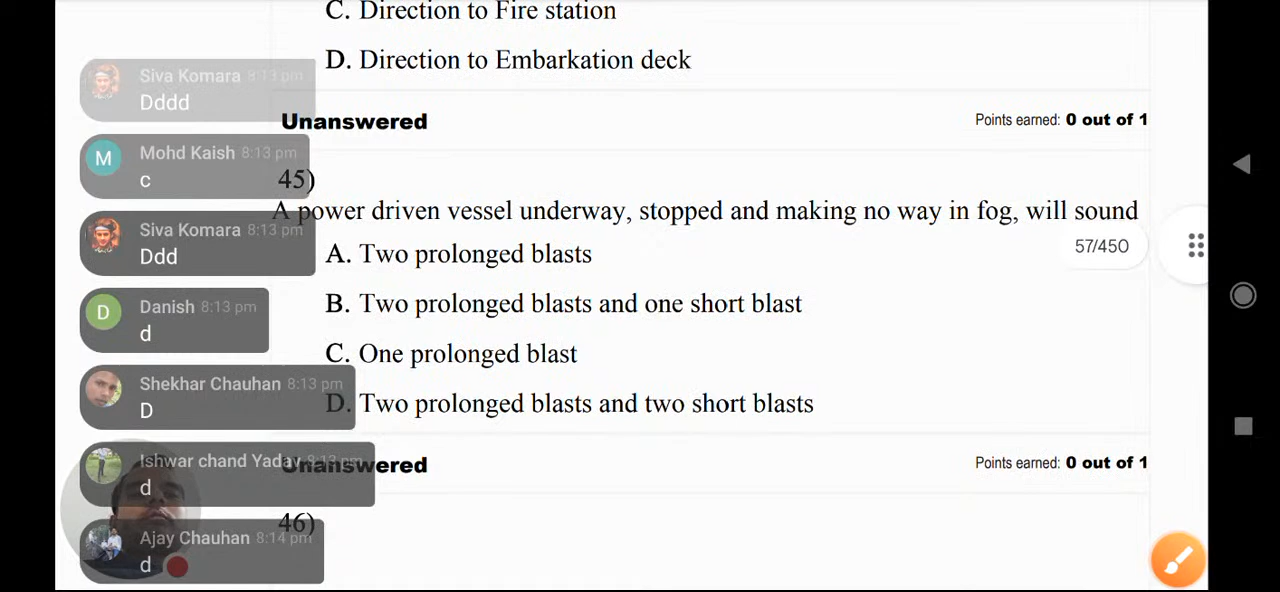 C. Direction to Fire station
D. Direction to Embarkation deck
Siva Komara 8:13 pm
Dddd
Unanswered
Points earned: 0 out of 1
Mohd Kaish 8:13 pm
M
c
45)
A power driven vessel underway, stopped and making no way in fog, will sound
Siva Komara 8:13 pm
Ddd
57/450
A. Two prolonged blasts
B. Two prolonged blasts and one short blast
Danish 8:13 pm
D
d
C. One prolonged blast
Shekhar Chauhan 8:13 pm
D
D. Two prolonged blasts and two short blasts
Ishwar chand Yadav 8:13 pm
d
Unanswered
Points earned: 0 out of 1
46)
Ajay Chauhan 8:14 pm
d